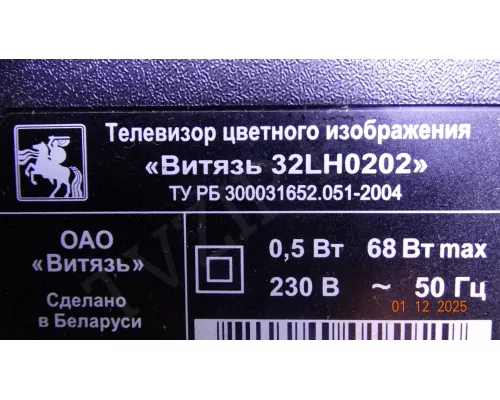 Телевизор цветного изображения
«Витязь 32LH0202»
ТУ РБ 300031652.051-2004
ОАО
«Витязь»
Сделано
в Беларуси
0,5 Вт 68 Вт max
230 В ~ 50 Гц
01 12 2025